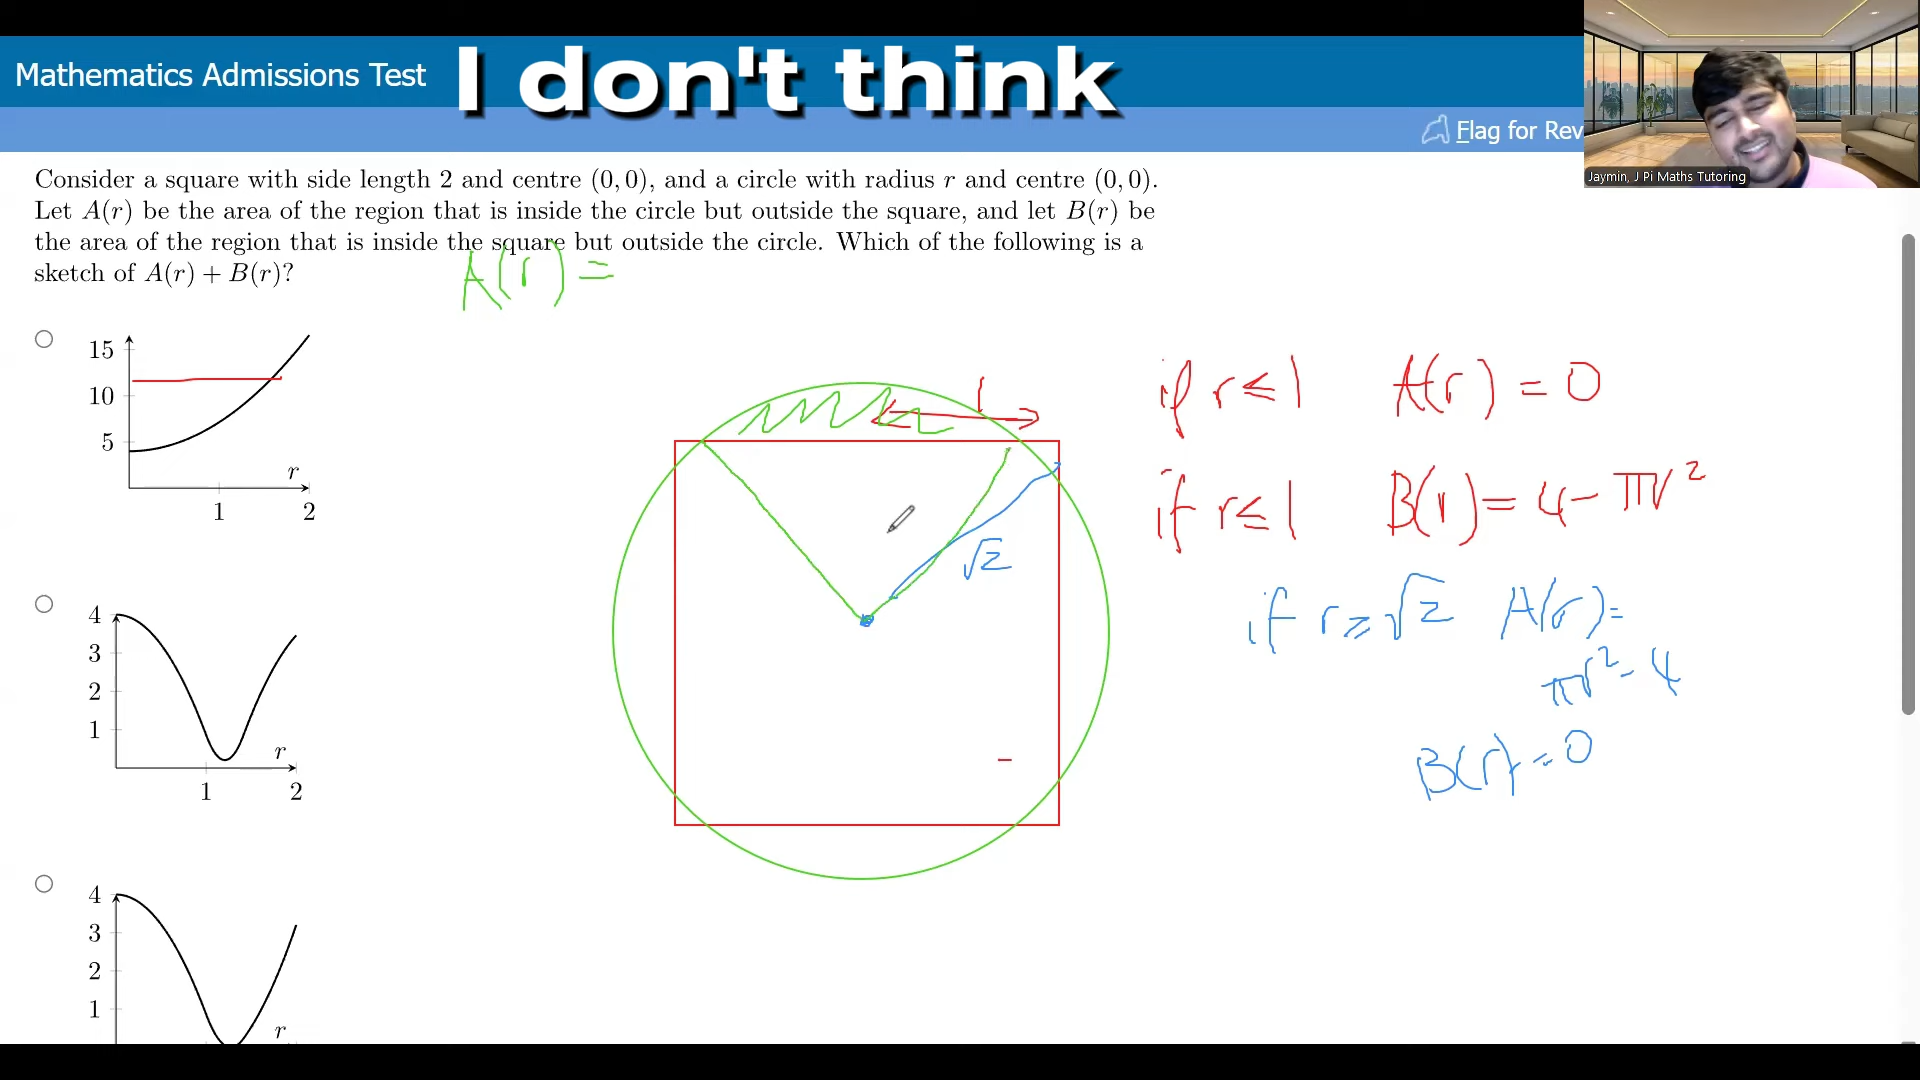 Mathematics Admissions Test
I don't think
Flag for Rev
Jaymin, J Pi Maths Tutoring
Consider a square with side length 2 and centre (0, 0), and a circle with radius r and centre (0, 0).
Let A(r) be the area of the region that is inside the circle but outside the square, and let B(r) be
the area of the region that is inside the square but outside the circle. Which of the following is a
sketch of A(r) + B(r)?
A(r) =
15
10
5
r
1 2
4
3
2
1
r
1 2
4
3
2
1
r
1
√2
if r ≤ 1 A(r) = 0
if r ≤ 1 B(r) = 4 - πr²
if r ≥ √2 A(r) =
πr² - 4
B(r) = 0